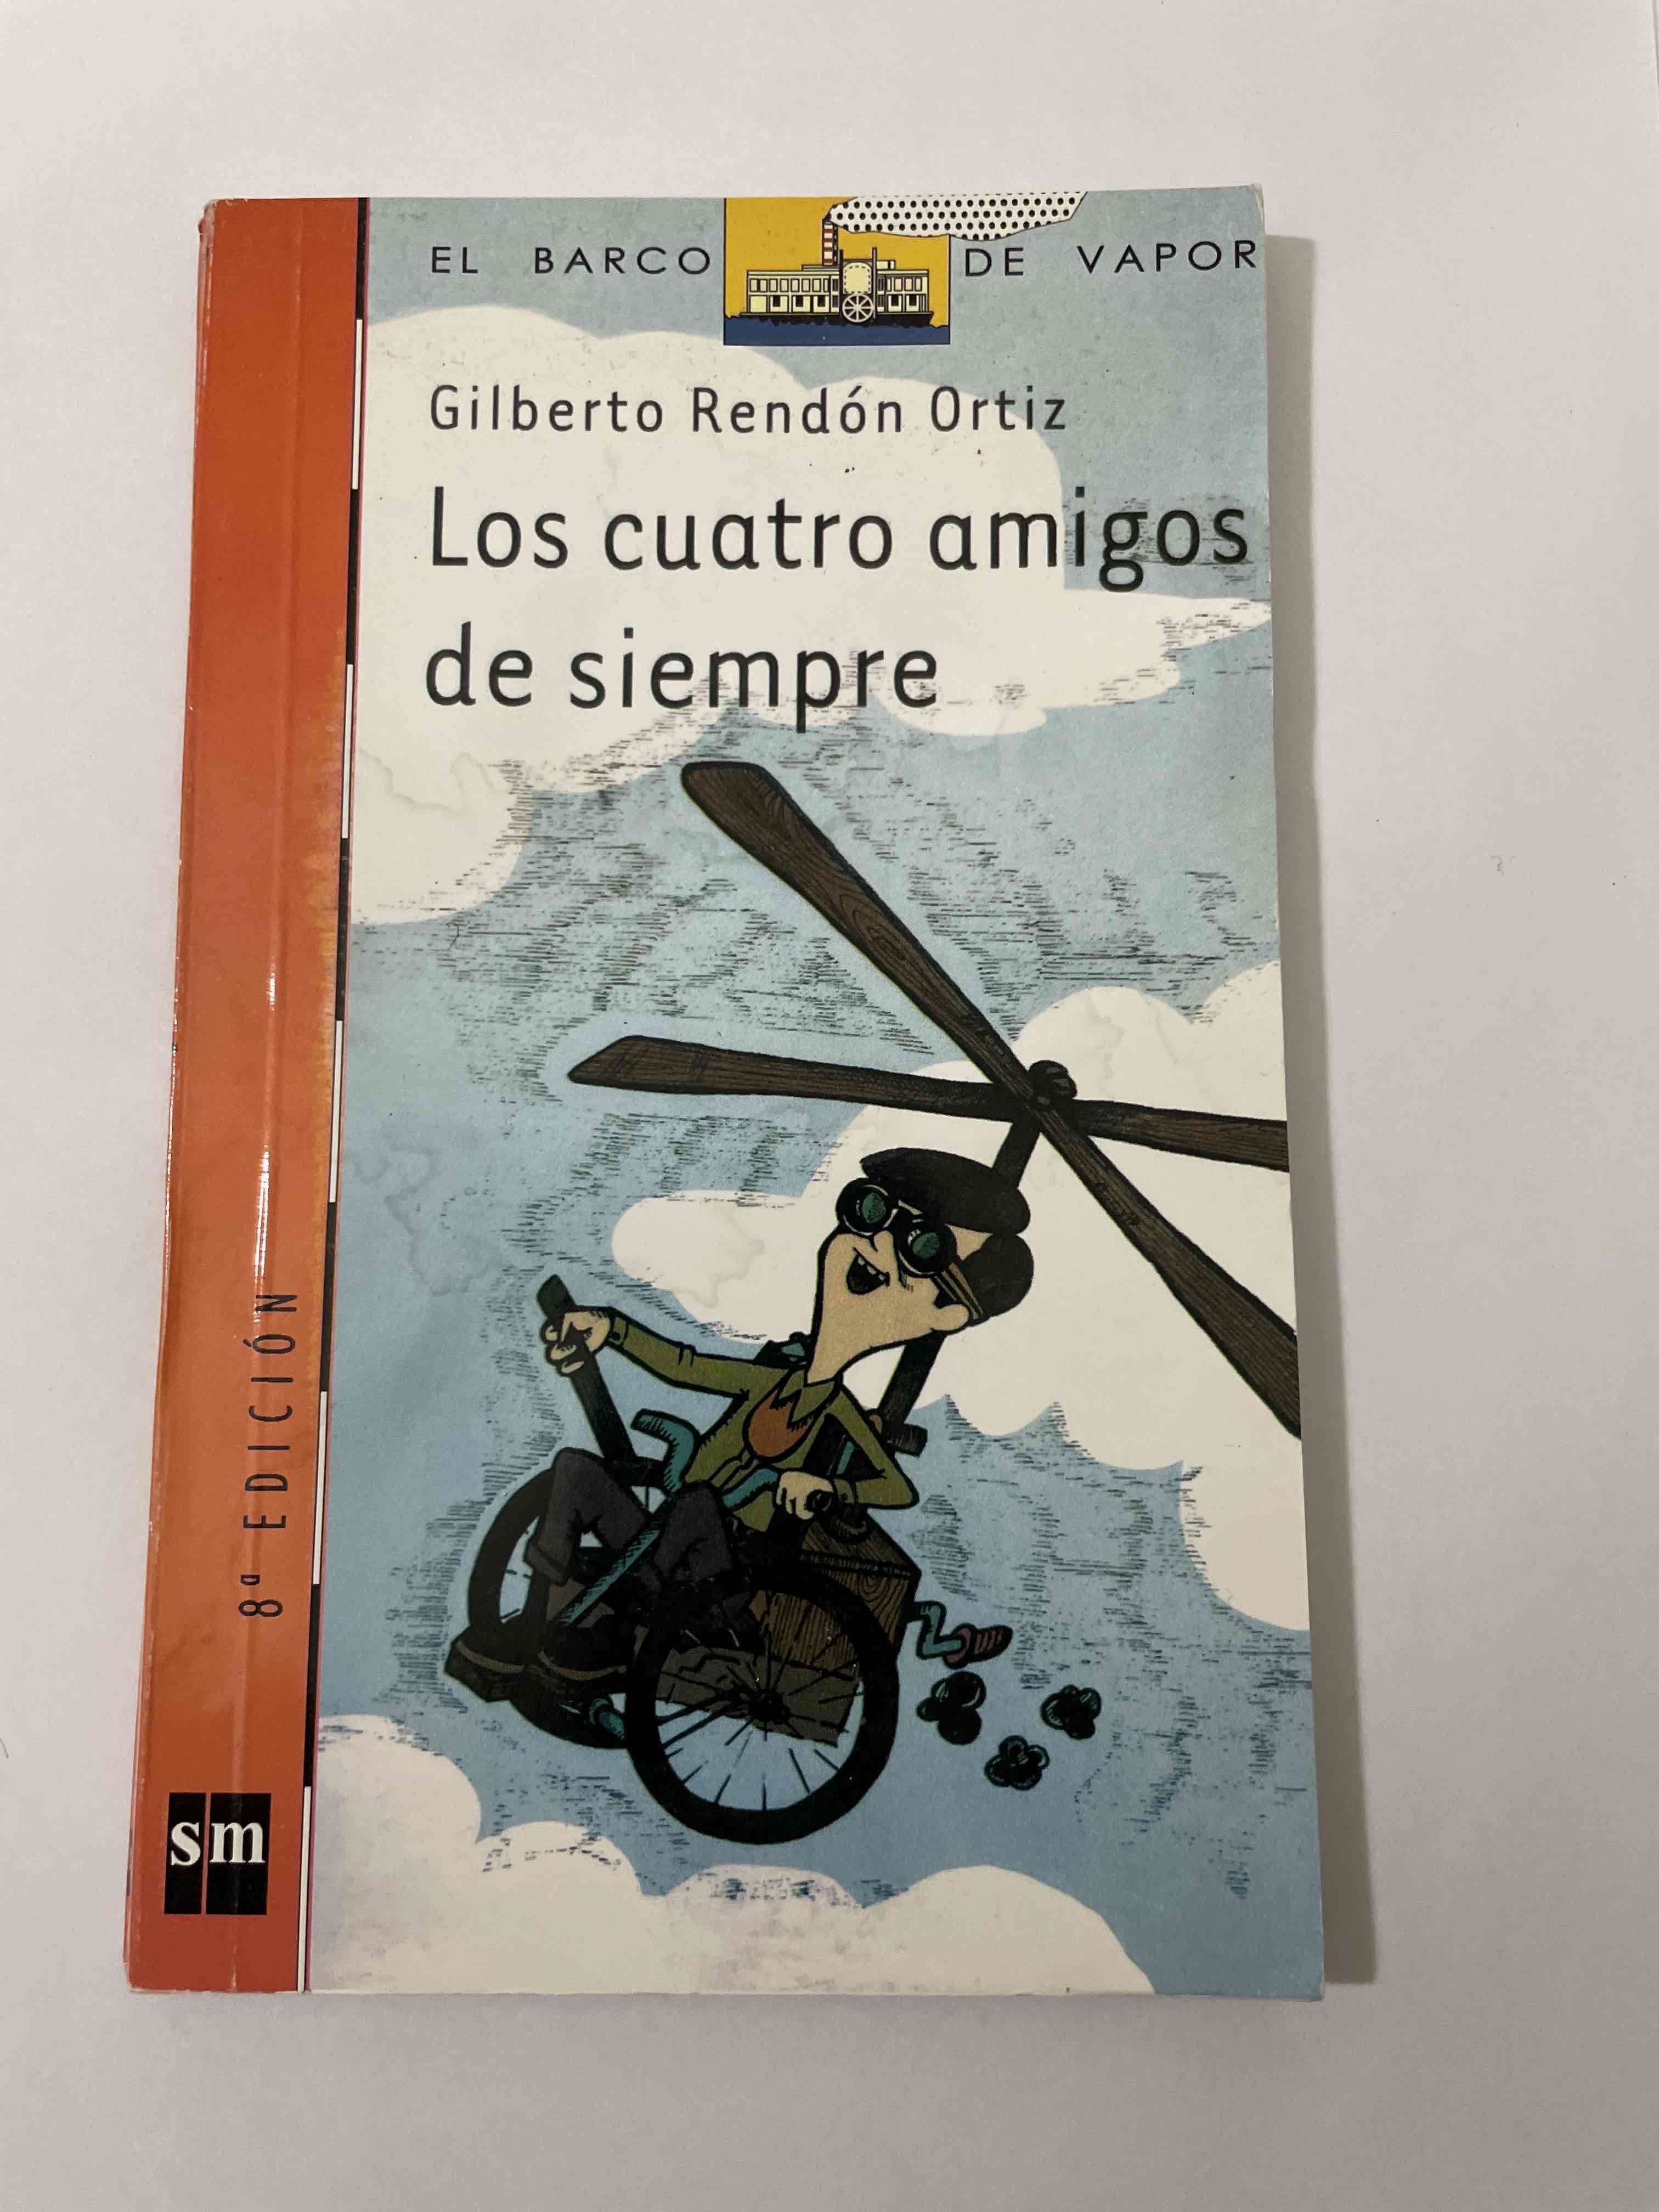 EL BARCO DE VAPOR
Gilberto Rendón Ortiz
Los cuatro amigos
de siempre
8ª EDICIÓN
sm